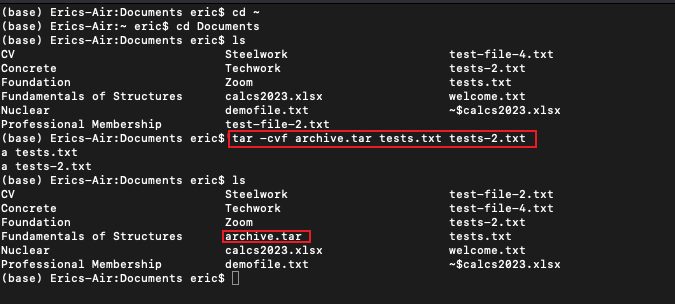 (base) Erics-Air:Documents eric$ cd ~
(base) Erics-Air:~ eric$ cd Documents
(base) Erics-Air:Documents eric$ ls
CV Steelwork test-file-4.txt
Concrete Techwork tests-2.txt
Foundation Zoom tests.txt
Fundamentals of Structures calcs2023.xlsx welcome.txt
Nuclear demofile.txt ~$calcs2023.xlsx
Professional Membership test-file-2.txt
(base) Erics-Air:Documents eric$ tar -cvf archive.tar tests.txt tests-2.txt
a tests.txt
a tests-2.txt
(base) Erics-Air:Documents eric$ ls
CV Steelwork test-file-2.txt
Concrete Techwork test-file-4.txt
Foundation Zoom tests-2.txt
Fundamentals of Structures archive.tar tests.txt
Nuclear calcs2023.xlsx welcome.txt
Professional Membership demofile.txt ~$calcs2023.xlsx
(base) Erics-Air:Documents eric$